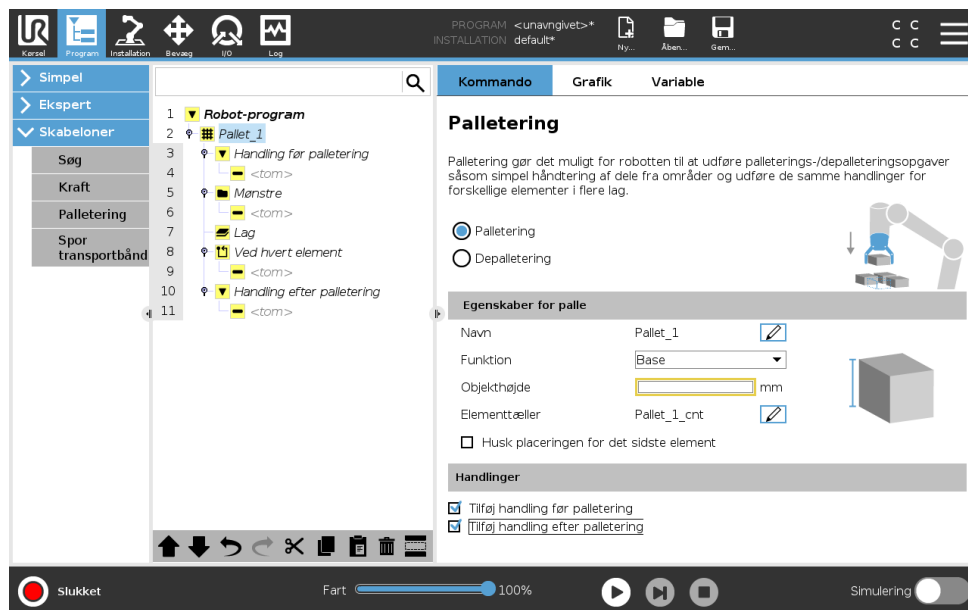 PROGRAM <unavngivet>*
INSTALLATION default*
Kørsel Program Installation Bevæg I/O Log Ny... Åben... Gem...
C C
C C
Simpel
Ekspert
Skabeloner
Søg
Kraft
Palletering
Spor
transportbånd
1 Robot-program
2 Pallet_1
3 Handling før palletering
4 <tom>
5 Mønstre
6 <tom>
7 Lag
8 Ved hvert element
9 <tom>
10 Handling efter palletering
11 <tom>
Kommando Grafik Variable
Palletering
Palletering gør det muligt for robotten til at udføre palleterings-/depalleteringsopgaver
såsom simpel håndtering af dele fra områder og udføre de samme handlinger for
forskellige elementer i flere lag.
Palletering
Depalletering
Egenskaber for palle
Navn Pallet_1
Funktion Base
Objekthøjde mm
Elementtæller Pallet_1_cnt
Husk placeringen for det sidste element
Handlinger
Tilføj handling før palletering
Tilføj handling efter palletering
Slukket Fart 100% Simulering